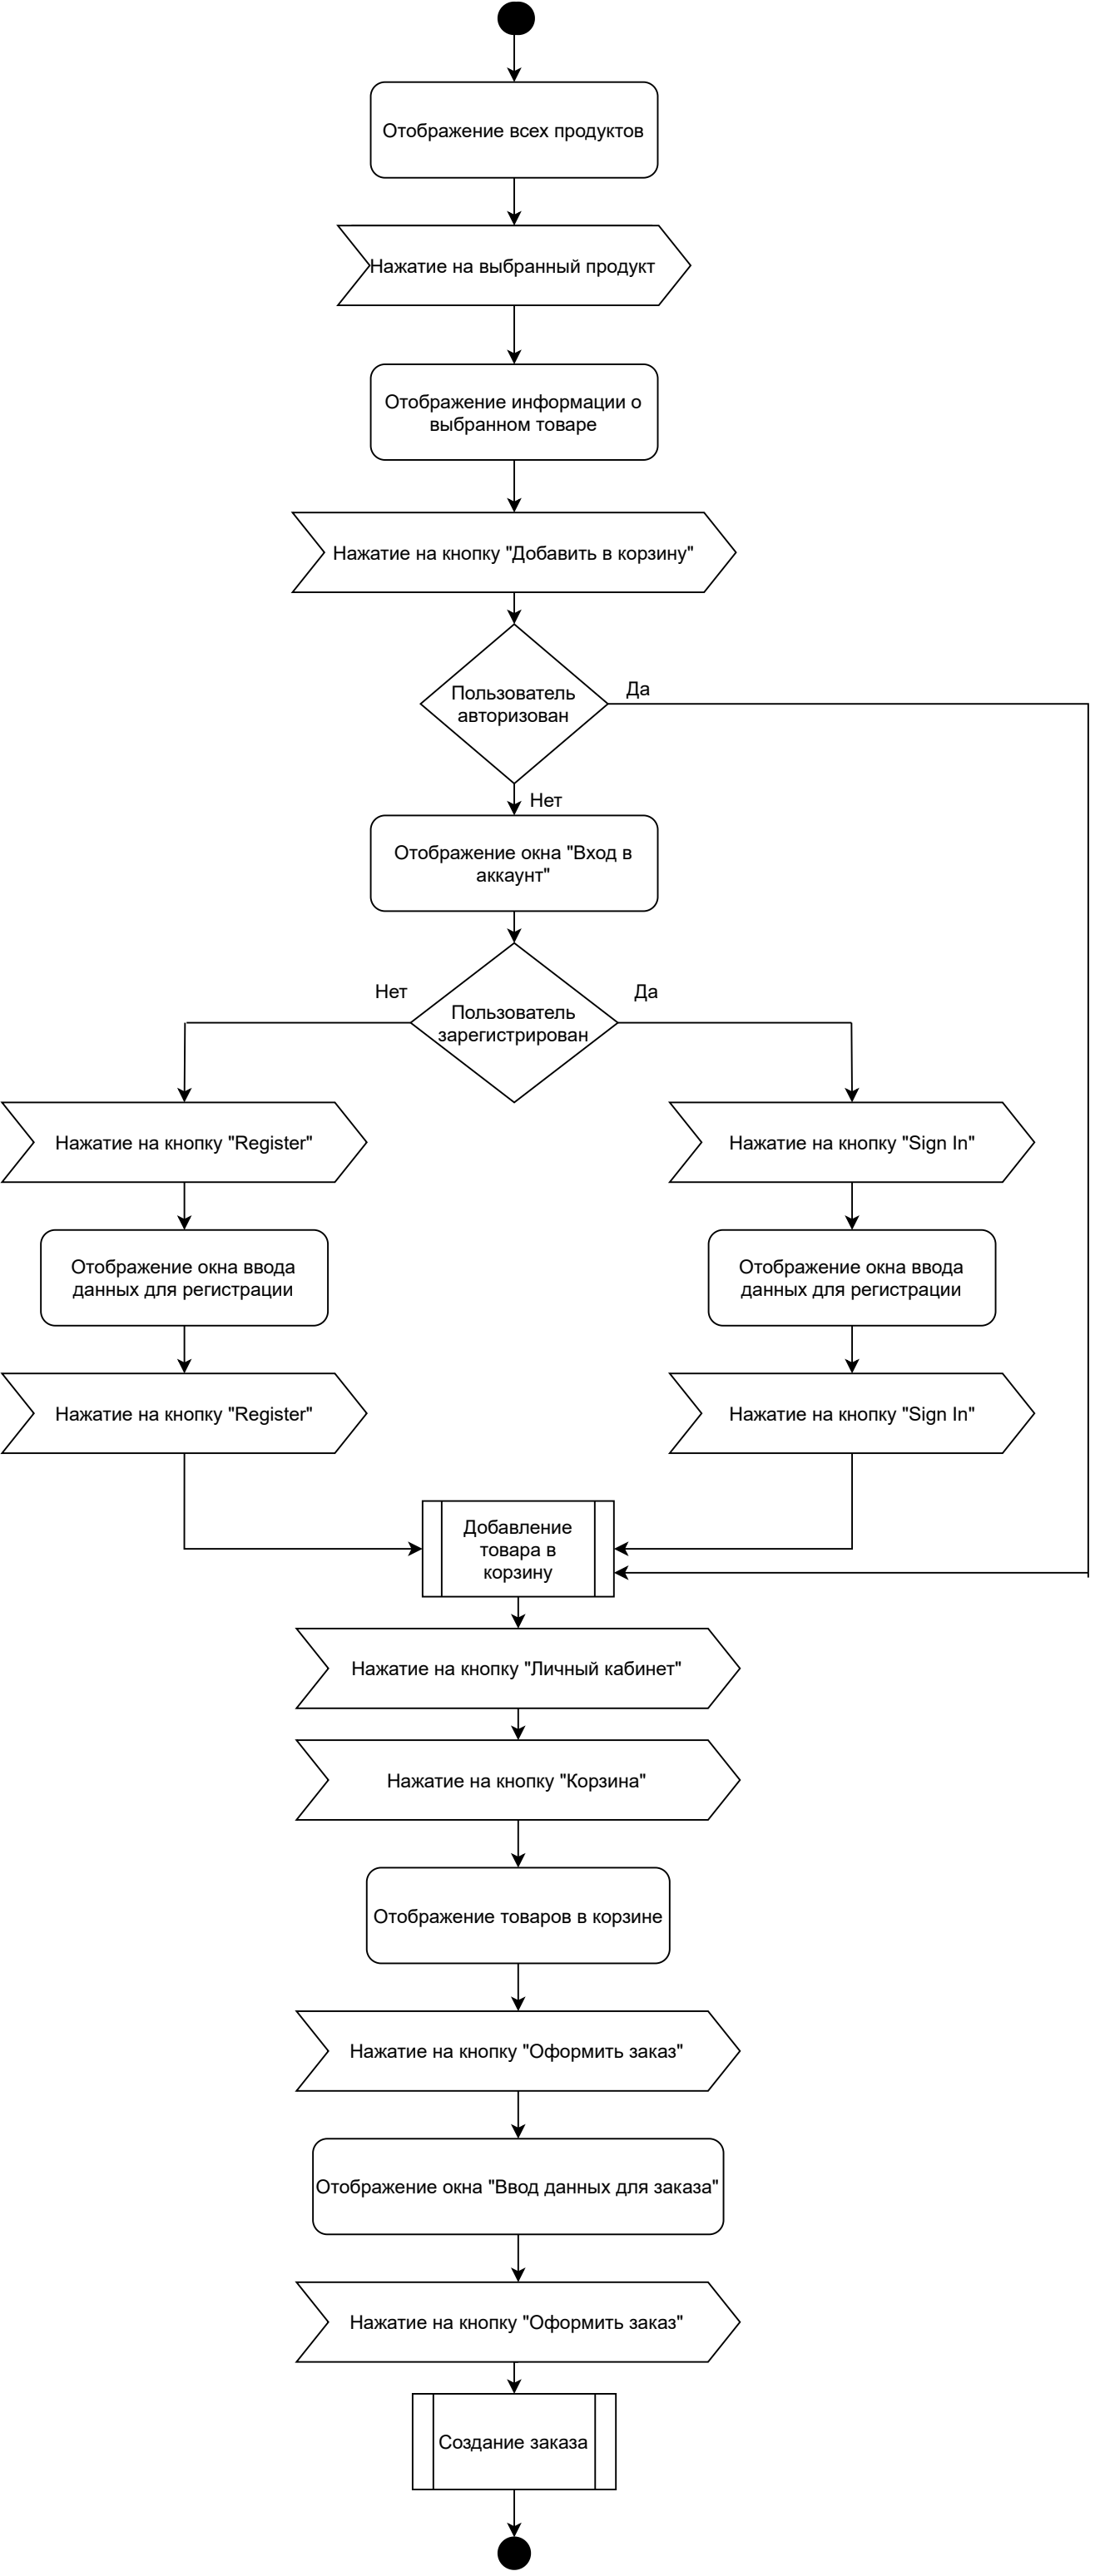 Отображение всех продуктов
Нажатие на выбранный продукт
Отображение информации о
выбранном товаре
Нажатие на кнопку "Добавить в корзину"
Пользователь
авторизован
Да
Нет
Отображение окна "Вход в
аккаунт"
Нет
Пользователь
зарегистрирован
Да
Нажатие на кнопку "Register"
Нажатие на кнопку "Sign In"
Отображение окна ввода
данных для регистрации
Отображение окна ввода
данных для регистрации
Нажатие на кнопку "Register"
Нажатие на кнопку "Sign In"
Добавление
товара в
корзину
Нажатие на кнопку "Личный кабинет"
Нажатие на кнопку "Корзина"
Отображение товаров в корзине
Нажатие на кнопку "Оформить заказ"
Отображение окна "Ввод данных для заказа"
Нажатие на кнопку "Оформить заказ"
Создание заказа